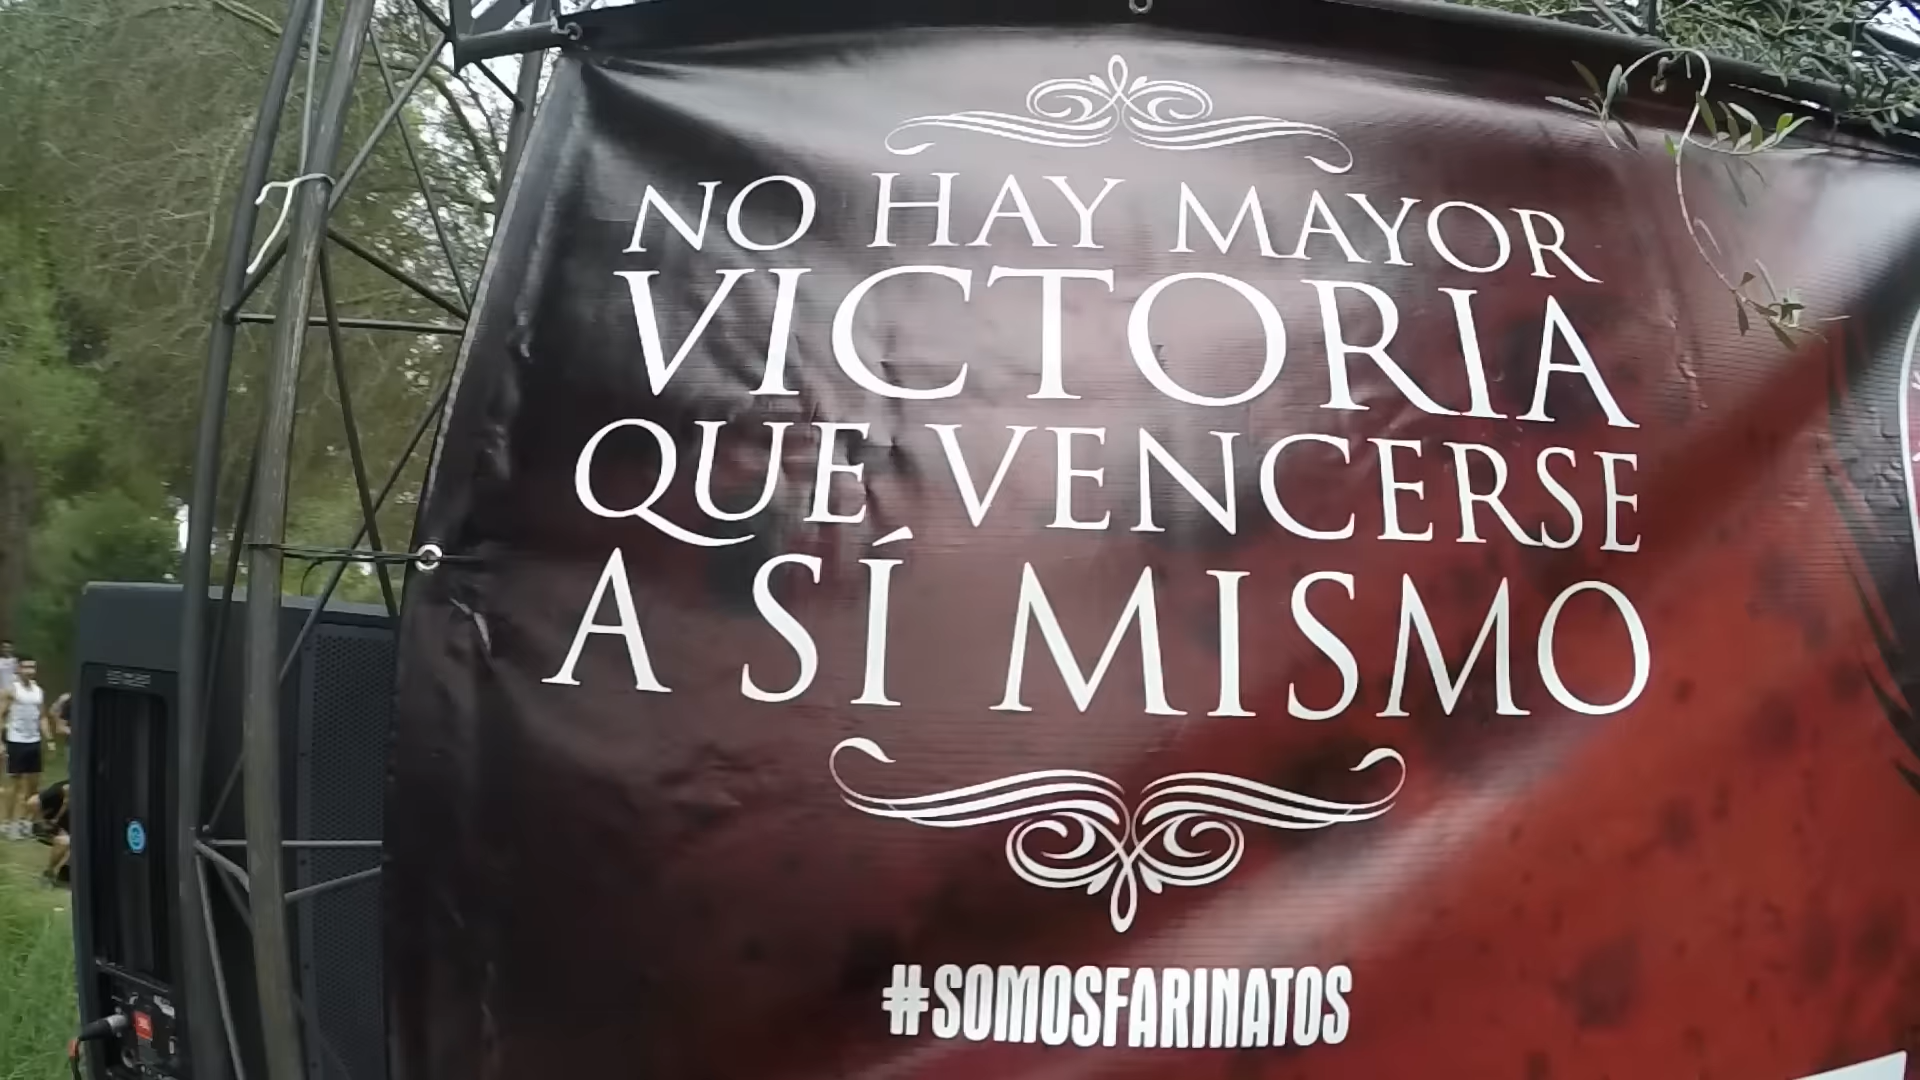 NO HAY MAYOR
VICTORIA
QUE VENCERSE
A SÍ MISMO
#SOMOSFARINATOS